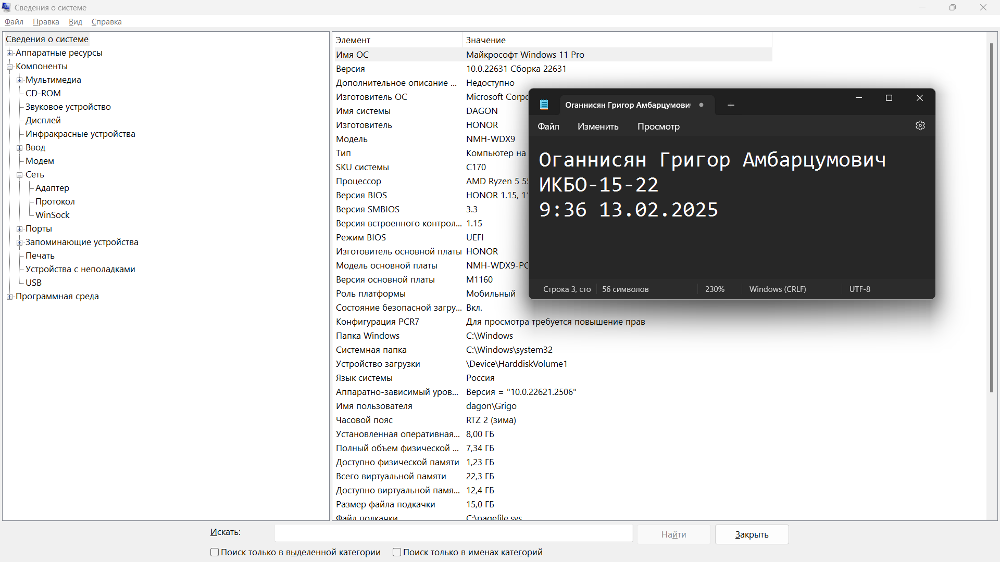 Сведения о системе
Файл Правка Вид Справка
Сведения о системе
Аппаратные ресурсы
Компоненты
Мультимедиа
CD-ROM
Звуковое устройство
Дисплей
Инфракрасные устройства
Ввод
Модем
Сеть
Адаптер
Протокол
WinSock
Порты
Запоминающие устройства
Печать
Устройства с неполадками
USB
Программная среда
Элемент Значение
Имя ОС Майкрософт Windows 11 Pro
Версия 10.0.22631 Сборка 22631
Дополнительное описание ... Недоступно
Изготовитель ОС Microsoft Corpo
Имя системы DAGON
Изготовитель HONOR
Модель NMH-WDX9
Тип Компьютер на
SKU системы C170
Процессор AMD Ryzen 5 55
Версия BIOS HONOR 1.15, 11
Версия SMBIOS 3.3
Версия встроенного контрол... 1.15
Режим BIOS UEFI
Изготовитель основной платы HONOR
Модель основной платы NMH-WDX9-PC
Версия основной платы M1160
Роль платформы Мобильный
Состояние безопасной загру... Вкл.
Конфигурация PCR7 Для просмотра требуется повышение прав
Папка Windows C:\Windows
Системная папка C:\Windows\system32
Устройство загрузки \Device\HarddiskVolume1
Язык системы Россия
Аппаратно-зависимый уров... Версия = "10.0.22621.2506"
Имя пользователя dagon\Grigo
Часовой пояс RTZ 2 (зима)
Установленная оперативная... 8,00 ГБ
Полный объем физической ... 7,34 ГБ
Доступно физической памяти 1,23 ГБ
Всего виртуальной памяти 22,3 ГБ
Доступно виртуальной памя... 12,4 ГБ
Размер файла подкачки 15,0 ГБ
Файл подкачки C:\pagefile.sys
Оганнисян Григор Амбарцумови
Файл Изменить Просмотр
Оганнисян Григор Амбарцумович
ИКБО-15-22
9:36 13.02.2025
Строка 3, сто 56 символов 230% Windows (CRLF) UTF-8
Искать: Найти Закрыть
Поиск только в выделенной категории Поиск только в именах категорий